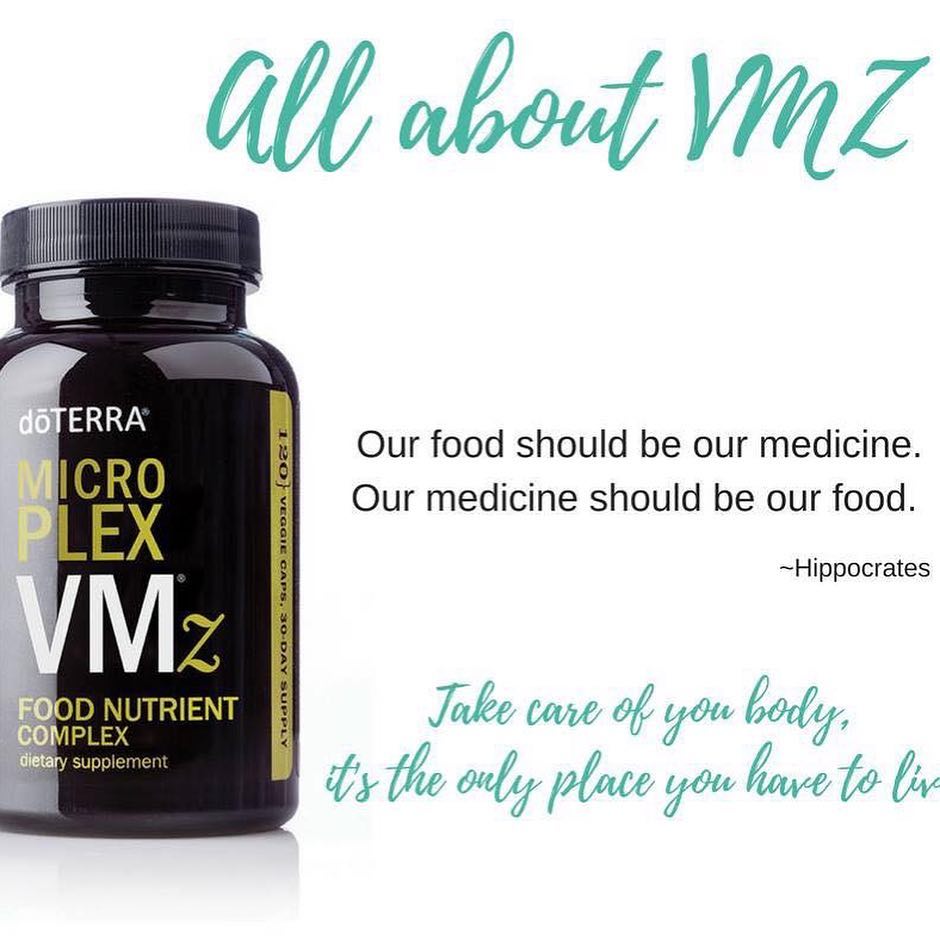 All about VMZ
dōTERRA®
MICRO
PLEX
VM®z
FOOD NUTRIENT
COMPLEX
dietary supplement
120} VEGGIE CAPS, 30-DAY SUPPLY
Our food should be our medicine.
Our medicine should be our food.
~Hippocrates
Take care of you body,
it's the only place you have to liv